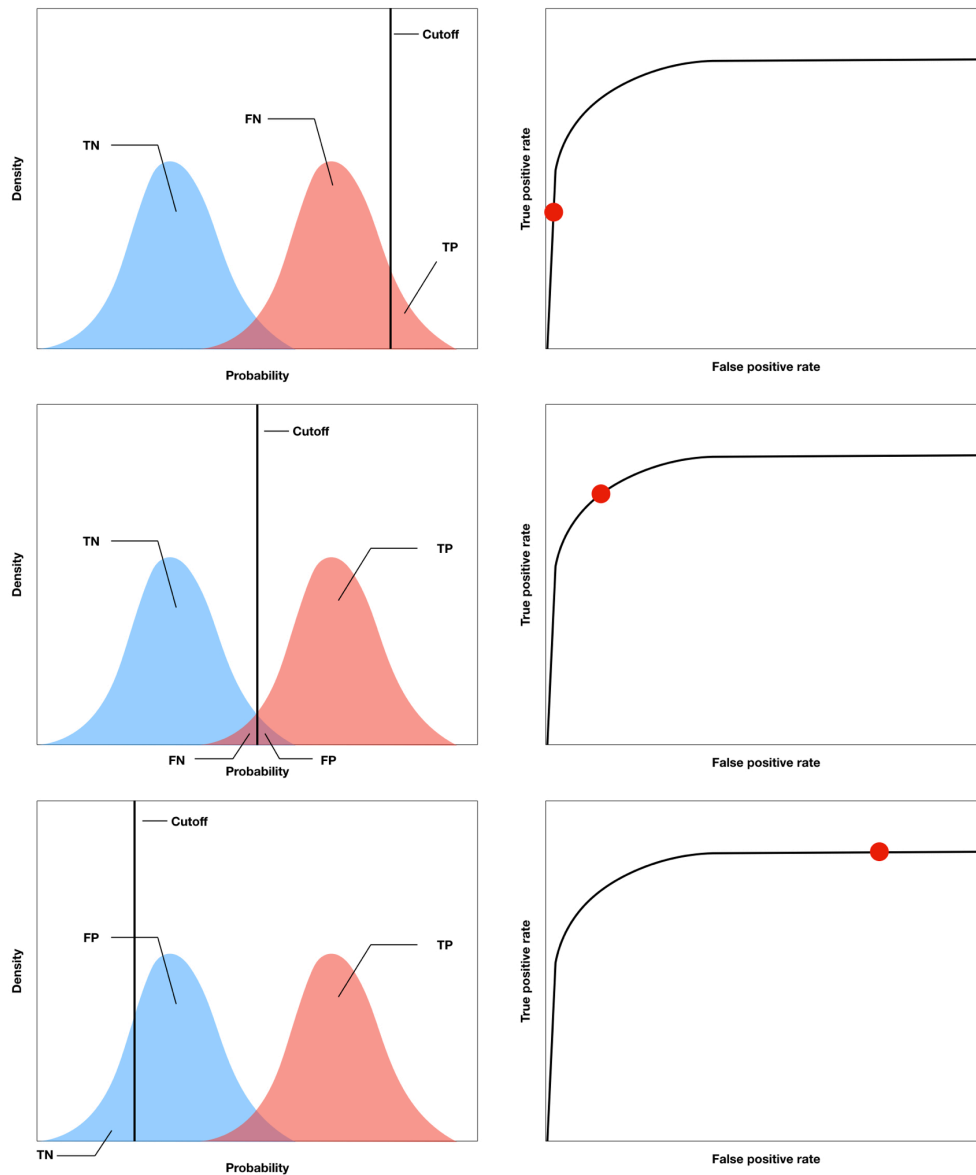 Cutoff
FN
TN
TP
Density
Probability
True positive rate
False positive rate
Cutoff
TN
TP
Density
FN
FP
Probability
True positive rate
False positive rate
Cutoff
FP
TP
Density
TN
Probability
True positive rate
False positive rate